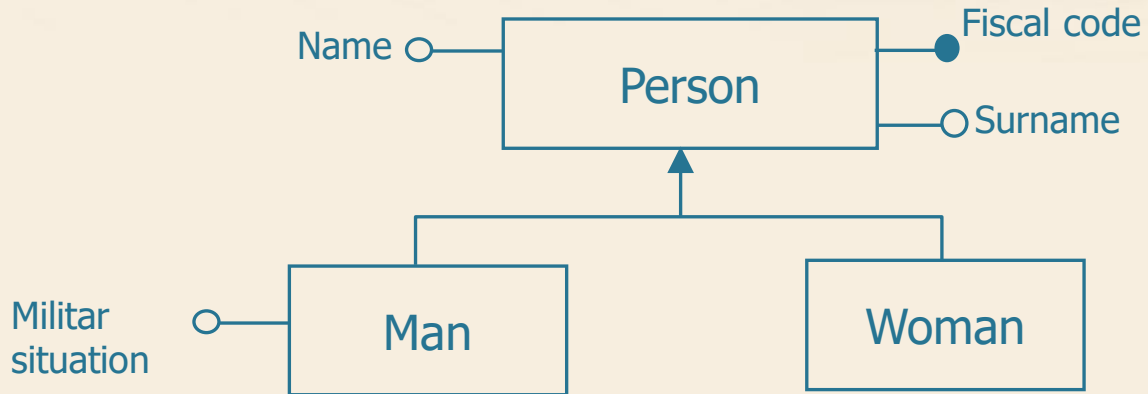 Fiscal code
Name
Person
Surname
Militar
situation
Man
Woman